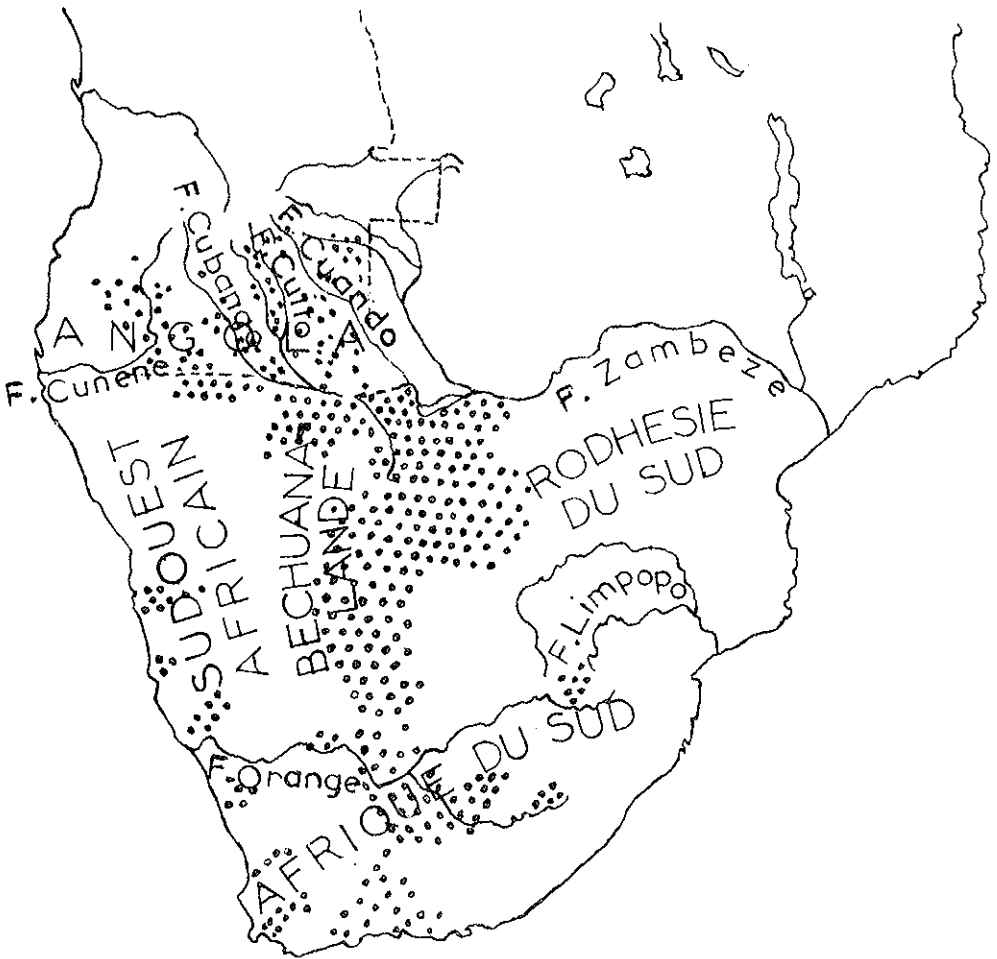 F. Cubango
F. Cuito
F. Cuando
ANGOLA
F. Cunene
F. Zambeze
RODHESIE
DU SUD
SUDOUEST
AFRICAIN
BECHUANA
LANDE
F. Limpopo
F. Orange
AFRIQUE DU SUD